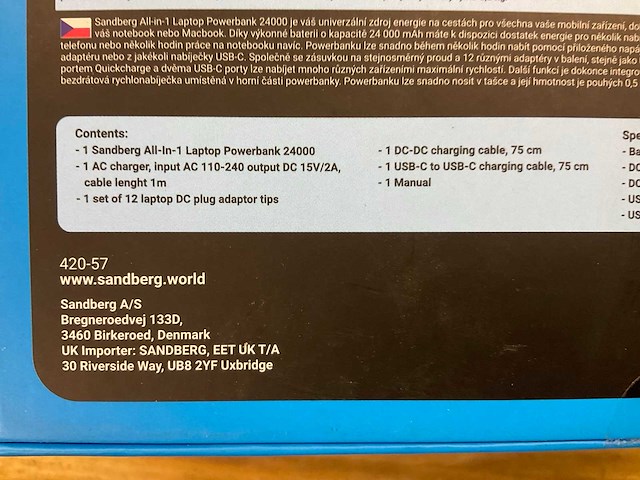 Sandberg All-in-1 Laptop Powerbank 24000 je váš univerzální zdroj energie na cestách pro všechna vaše mobilní zařízení, do
váš notebook nebo Macbook. Díky výkonné baterii o kapacitě 24 000 mAh máte k dispozici dostatek energie pro několik nab
telefonu nebo několik hodin práce na notebooku navíc. Powerbanku lze snadno během několik hodin nabít pomocí přiloženého napá
adaptéru nebo z jakékoli nabíječky USB-C. Společně se zásuvkou na stejnosměrný proud a 12 různými adaptéry v balení, stejně jako
portem Quickcharge a dvěma USB-C porty lze nabíjet mnoho různých zařízeními maximální rychlostí. Další funkcí je dokonce integro
bezdrátová rychlonabíječka umístěná v horní části powerbanky. Powerbanku lze snadno nosit v tašce a její hmotnost je pouhých 0,5
Contents:
- 1 Sandberg All-In-1 Laptop Powerbank 24000
- 1 AC charger, input AC 110-240 output DC 15V/2A,
cable lenght 1m
- 1 set of 12 laptop DC plug adaptor tips
- 1 DC-DC charging cable, 75 cm
- 1 USB-C to USB-C charging cable, 75 cm
- 1 Manual
Spe
- Ba
- DC
- DC
- US
- US
420-57
www.sandberg.world
Sandberg A/S
Bregneroedvej 133D,
3460 Birkeroed, Denmark
UK Importer: SANDBERG, EET UK T/A
30 Riverside Way, UB8 2YF Uxbridge